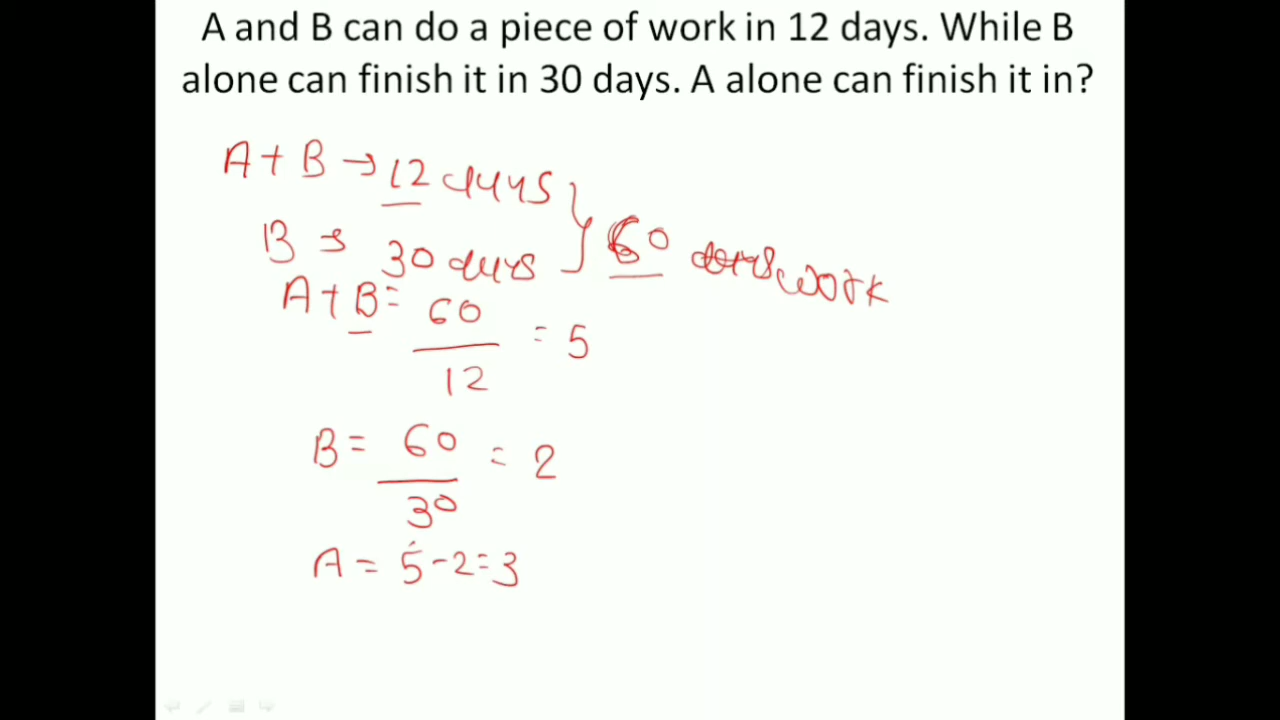 A and B can do a piece of work in 12 days. While B
alone can finish it in 30 days. A alone can finish it in?
A + B → 12 days
B → 30 days } 60 work
A + B = 60/12 = 5
B = 60/30 = 2
A = 5 - 2 = 3